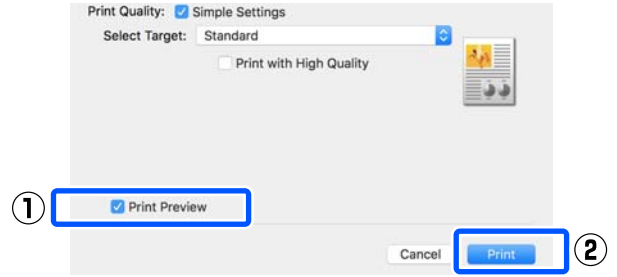 Print Quality: Simple Settings
Select Target: Standard
Print with High Quality
① Print Preview
Cancel Print ②